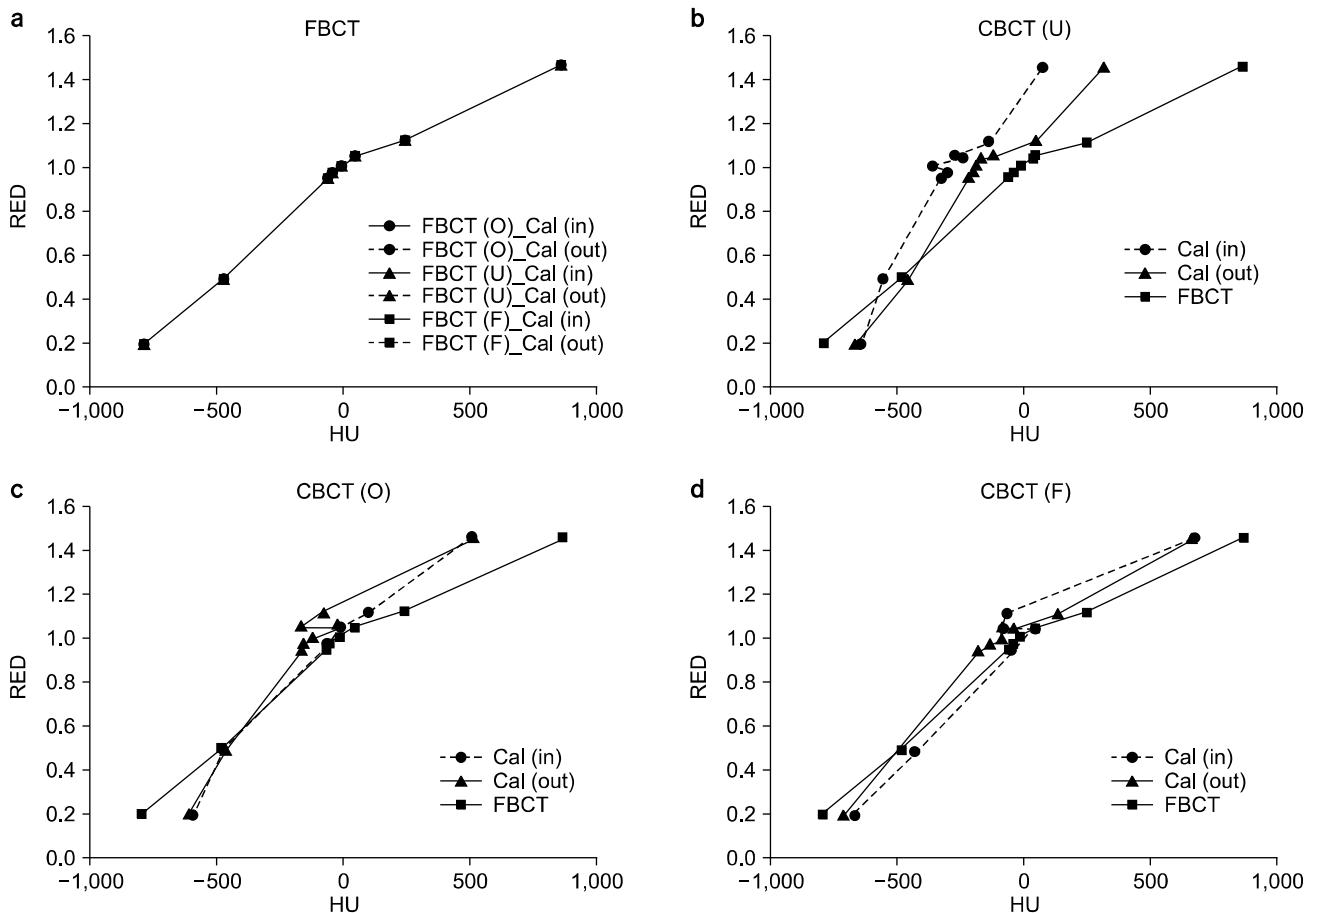 a
FBCT
1.6
1.4
1.2
1.0
0.8
0.6
0.4
0.2
0.0
RED
−1,000
−500
0
500
1,000
HU
FBCT (O)_Cal (in)
FBCT (O)_Cal (out)
FBCT (U)_Cal (in)
FBCT (U)_Cal (out)
FBCT (F)_Cal (in)
FBCT (F)_Cal (out)
b
CBCT (U)
1.6
1.4
1.2
1.0
0.8
0.6
0.4
0.2
0.0
RED
−1,000
−500
0
500
1,000
HU
Cal (in)
Cal (out)
FBCT
c
CBCT (O)
1.6
1.4
1.2
1.0
0.8
0.6
0.4
0.2
0.0
RED
−1,000
−500
0
500
1,000
HU
Cal (in)
Cal (out)
FBCT
d
CBCT (F)
1.6
1.4
1.2
1.0
0.8
0.6
0.4
0.2
0.0
RED
−1,000
−500
0
500
1,000
HU
Cal (in)
Cal (out)
FBCT